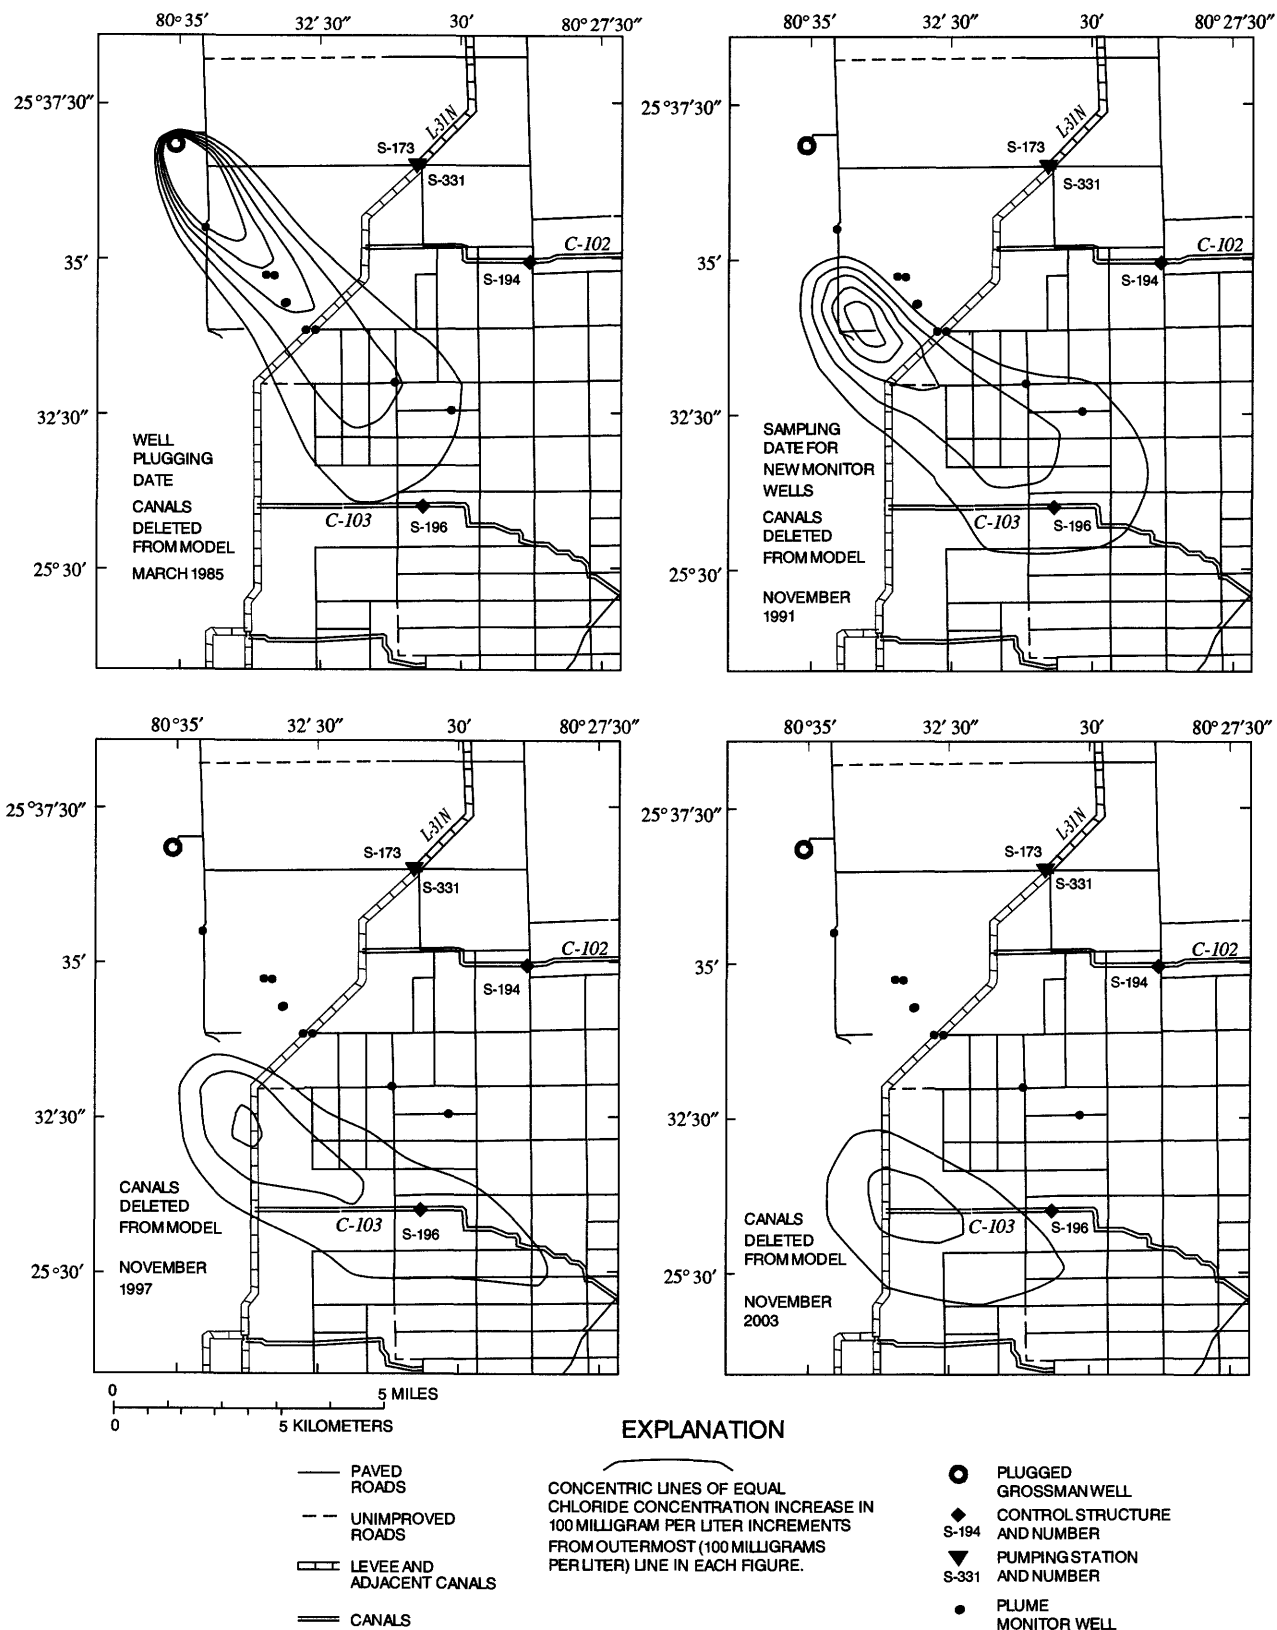 80°35′ 32′ 30″ 30′ 80°27′30″
25°37′30″
35′
32′30″
25°30′
L-31N
S-173
S-331
C-102
S-194
C-103
S-196
WELL
PLUGGING
DATE
CANALS
DELETED
FROM MODEL
MARCH 1985
80°35′ 32′ 30″ 30′ 80°27′30″
25°37′30″
35′
32′30″
25°30′
L-31N
S-173
S-331
C-102
S-194
C-103
S-196
SAMPLING
DATE FOR
NEW MONITOR
WELLS
CANALS
DELETED
FROM MODEL
NOVEMBER
1991
80°35′ 32′ 30″ 30′ 80°27′30″
25°37′30″
35′
32′30″
25°30′
L-31N
S-173
S-331
C-102
S-194
C-103
S-196
CANALS
DELETED
FROM MODEL
NOVEMBER
1997
80°35′ 32′ 30″ 30′ 80°27′30″
25°37′30″
35′
32′30″
25°30′
L-31N
S-173
S-331
C-102
S-194
C-103
S-196
CANALS
DELETED
FROM MODEL
NOVEMBER
2003
0 5 MILES
0 5 KILOMETERS
EXPLANATION
PAVED
ROADS
UNIMPROVED
ROADS
LEVEE AND
ADJACENT CANALS
CANALS
CONCENTRIC LINES OF EQUAL
CHLORIDE CONCENTRATION INCREASE IN
100 MILLIGRAM PER LITER INCREMENTS
FROM OUTERMOST (100 MILLIGRAMS
PER LITER) LINE IN EACH FIGURE.
PLUGGED
GROSSMAN WELL
CONTROL STRUCTURE
S-194 AND NUMBER
PUMPING STATION
S-331 AND NUMBER
PLUME
MONITOR WELL